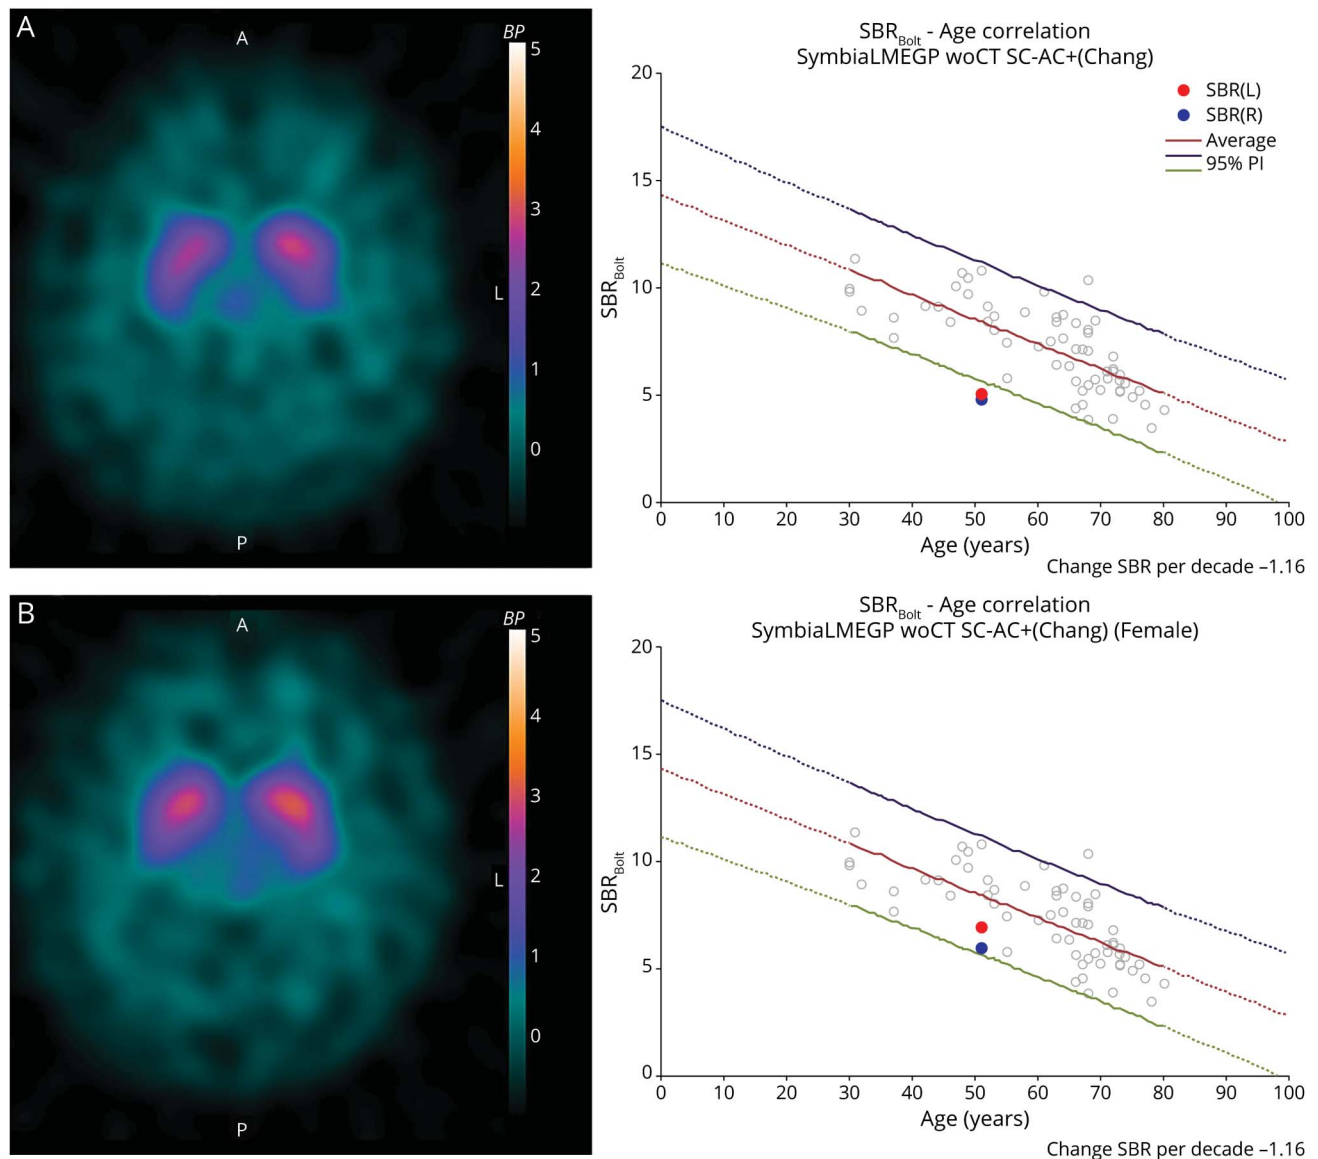 A
A
BP
5
4
3
2
1
0
L
P
SBRBolt - Age correlation
SymbiaLMEGP woCT SC-AC+(Chang)
SBR(L)
SBR(R)
Average
95% PI
SBRBolt
20
15
10
5
0
0 10 20 30 40 50 60 70 80 90 100
Age (years)
Change SBR per decade –1.16
B
A
BP
5
4
3
2
1
0
L
P
SBRBolt - Age correlation
SymbiaLMEGP woCT SC-AC+(Chang) (Female)
SBRBolt
20
15
10
5
0
0 10 20 30 40 50 60 70 80 90 100
Age (years)
Change SBR per decade –1.16